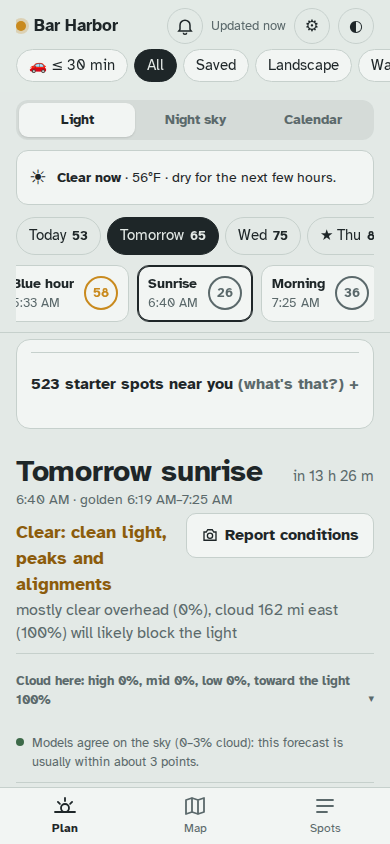 Bar Harbor
Updated now
🚗 ≤ 30 min All Saved Landscape
Light Night sky Calendar
Clear now · 56°F · dry for the next few hours.
Today 53 Tomorrow 65 Wed 75 ★ Thu
Blue hour 58 Sunrise 26 Morning 36
5:33 AM 6:40 AM 7:25 AM
523 starter spots near you (what's that?) +
Tomorrow sunrise in 13 h 26 m
6:40 AM · golden 6:19 AM–7:25 AM
Clear: clean light,
peaks and
alignments
Report conditions
mostly clear overhead (0%), cloud 162 mi east
(100%) will likely block the light
Cloud here: high 0%, mid 0%, low 0%, toward the light
100% ▾
Models agree on the sky (0–3% cloud): this forecast is
usually within about 3 points.
Plan Map Spots